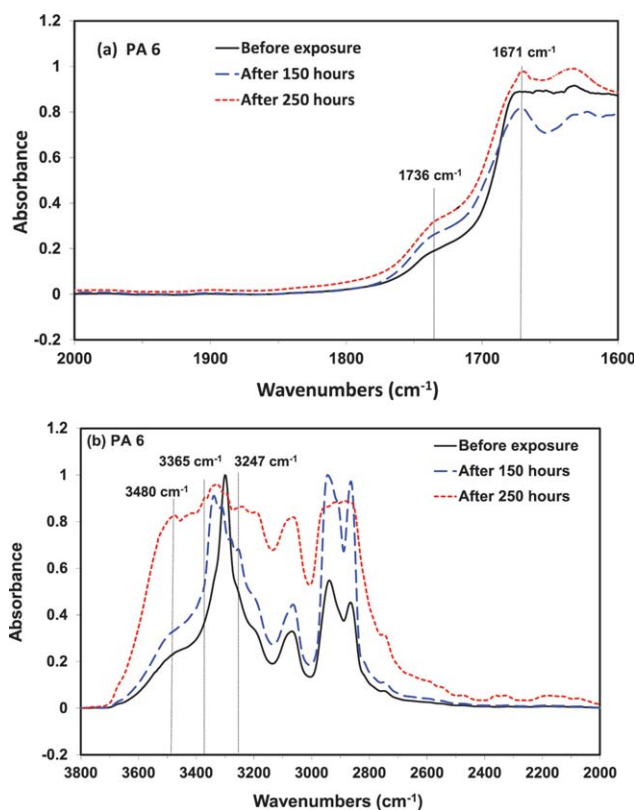 (a) PA 6
Before exposure
After 150 hours
After 250 hours
1671 cm⁻¹
1736 cm⁻¹
Absorbance
1.2
1
0.8
0.6
0.4
0.2
0
-0.2
2000
1900
1800
1700
1600
Wavenumbers (cm⁻¹)
(b) PA 6
3365 cm⁻¹
3247 cm⁻¹
3480 cm⁻¹
Before exposure
After 150 hours
After 250 hours
Absorbance
1.2
1
0.8
0.6
0.4
0.2
0
-0.2
3800
3600
3400
3200
3000
2800
2600
2400
2200
2000
Wavenumbers (cm⁻¹)